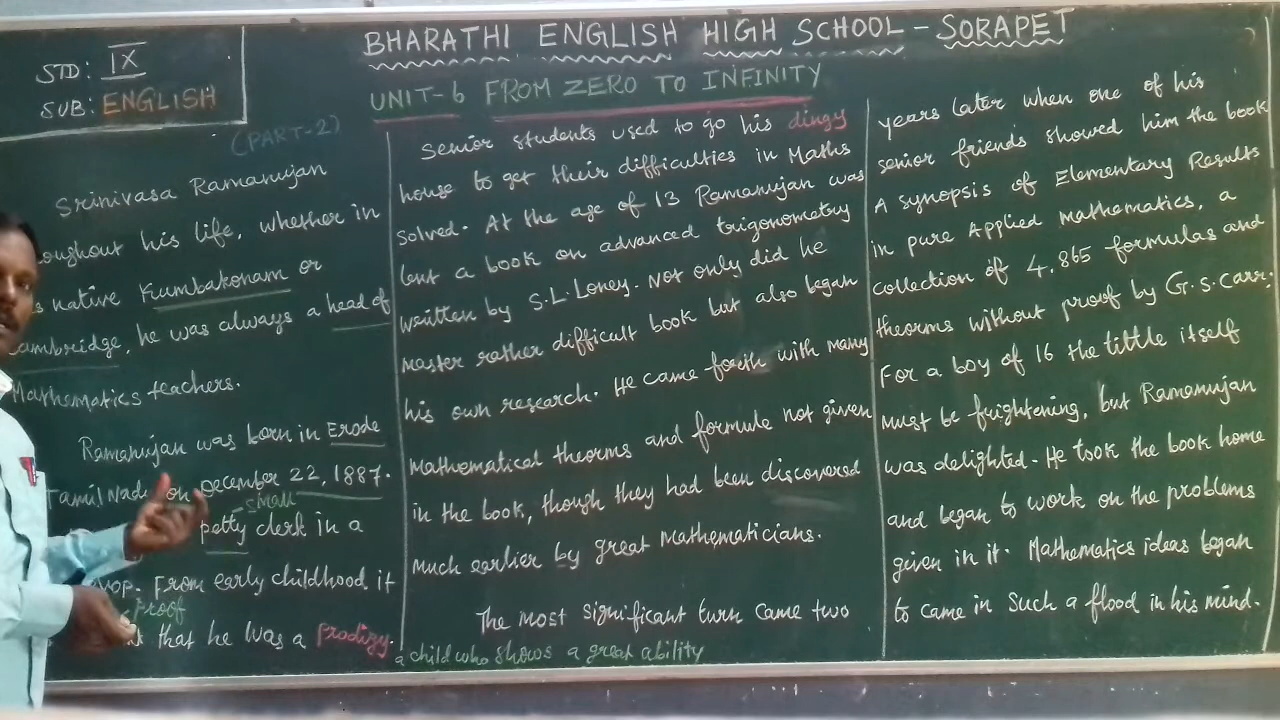 STD: IX
SUB: ENGLISH
BHARATHI ENGLISH HIGH SCHOOL - SORAPET
UNIT-6 FROM ZERO TO INFINITY
(PART-2)
Srinivasa Ramanujan
oughout his life, whether in
s native Kumbakonam or
ambridge, he was always a head of
Mathematics teachers.
Ramanujan was born in Erode
Tamil Nadu on December 22, 1887.
- small
petty clerk in a
hop. From early childhood it
proof
t that he was a Prodigy.
a child who shows a great ability
Senior students used to go his dingy
house to get their difficulties in Maths
solved. At the age of 13 Ramanujan was
lent a book on advanced trigonometry
written by S.L. Loney. Not only did he
master rather difficult book but also began
his own research. He came forth with many
Mathematical theorms and formule not given
in the book, though they had been discovered
much earlier by great Mathematicians.
The most significant turn came two
years later when one of his
senior friends showed him the book
A synopsis of Elementary Results
in pure Applied Mathematics, a
collection of 4.865 formulas and
theorms without proof by G.S. Carr.
For a boy of 16 the tittle itself
must be frightening, but Ramanujan
was delighted. He took the book home
and began to work on the problems
given in it. Mathematics ideas began
to came in such a flood in his mind.